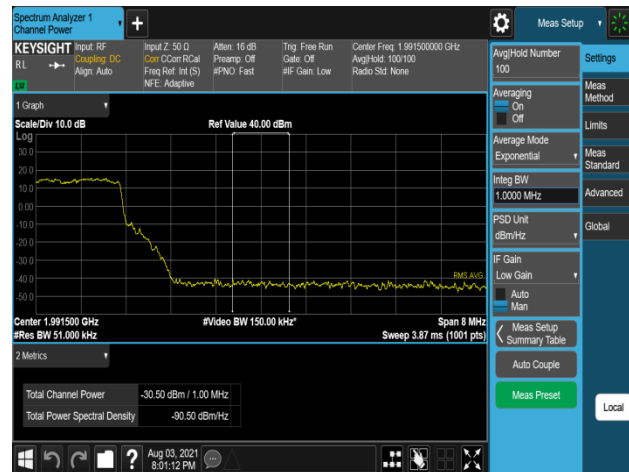 Spectrum Analyzer 1
Channel Power
Meas Setup
KEYSIGHT
RL
Input: RF
Coupling: DC
Align: Auto
Input Z: 50 Ω
Corr CCorr RCal
Freq Ref: Int (S)
NFE: Adaptive
Atten: 16 dB
Preamp: Off
#PNO: Fast
Trig: Free Run
Gate: Off
#IF Gain: Low
Center Freq: 1.991500000 GHz
Avg|Hold: 100/100
Radio Std: None
1 Graph
Scale/Div 10.0 dB
Ref Value 40.00 dBm
Log
30.0
20.0
10.0
0.00
-10.0
-20.0
-30.0
-40.0
-50.0
RMS AVG
Center 1.991500 GHz
#Video BW 150.00 kHz*
Span 8 MHz
#Res BW 51.000 kHz
Sweep 3.87 ms (1001 pts)
2 Metrics
Total Channel Power
-30.50 dBm / 1.00 MHz
Total Power Spectral Density
-90.50 dBm/Hz
Aug 03, 2021
8:01:12 PM
Avg|Hold Number
100
Averaging
On
Off
Average Mode
Exponential
Integ BW
1.0000 MHz
PSD Unit
dBm/Hz
IF Gain
Low Gain
Auto
Man
Meas Setup
Summary Table
Auto Couple
Meas Preset
Settings
Meas
Method
Limits
Meas
Standard
Advanced
Global
Local